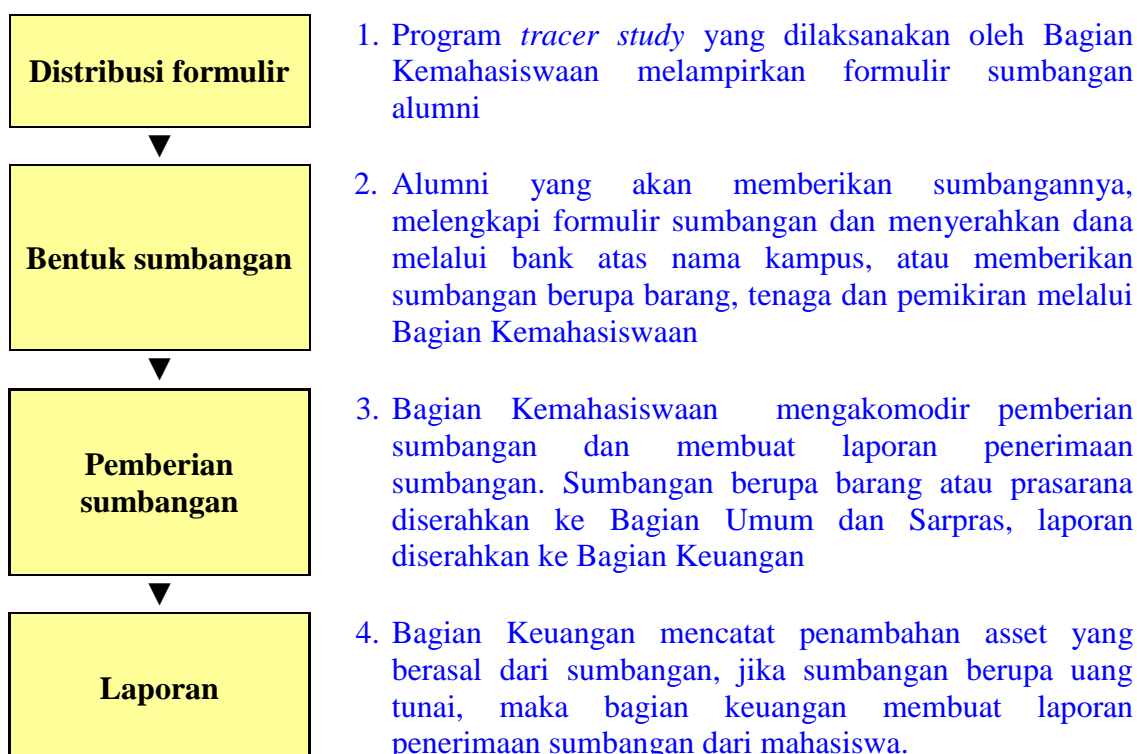 Distribusi formulir
1. Program tracer study yang dilaksanakan oleh Bagian
Kemahasiswaan melampirkan formulir sumbangan
alumni
Bentuk sumbangan
2. Alumni yang akan memberikan sumbangannya,
melengkapi formulir sumbangan dan menyerahkan dana
melalui bank atas nama kampus, atau memberikan
sumbangan berupa barang, tenaga dan pemikiran melalui
Bagian Kemahasiswaan
Pemberian
sumbangan
3. Bagian Kemahasiswaan mengakomodir pemberian
sumbangan dan membuat laporan penerimaan
sumbangan. Sumbangan berupa barang atau prasarana
diserahkan ke Bagian Umum dan Sarpras, laporan
diserahkan ke Bagian Keuangan
Laporan
4. Bagian Keuangan mencatat penambahan asset yang
berasal dari sumbangan, jika sumbangan berupa uang
tunai, maka bagian keuangan membuat laporan
penerimaan sumbangan dari mahasiswa.